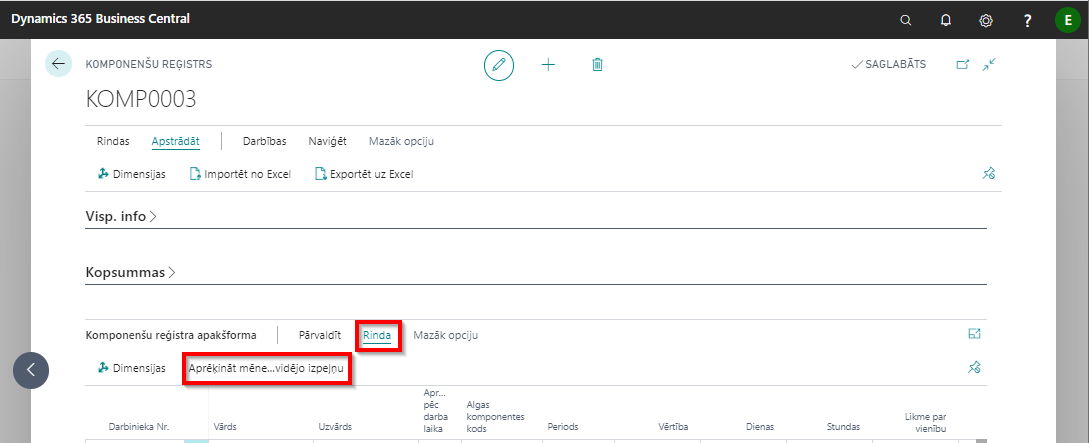 Dynamics 365 Business Central
?
E
KOMPONENŠU REĢISTRS
SAGLABĀTS
KOMP0003
Rindas Apstrādāt Darbības Naviģēt Mazāk opciju
Dimensijas Importēt no Excel Exportēt uz Excel
Visp. info
Kopsummas
Komponenšu reģistra apakšforma Pārvaldīt Rinda Mazāk opciju
Dimensijas Aprēķināt mēne...vidējo izpeļņu
Darbinieka Nr.
Vārds
Uzvārds
Apr...
pēc
darba
laika
Algas
komponentes
kods
Periods
Vērtība
Dienas
Stundas
Likme par
vienību